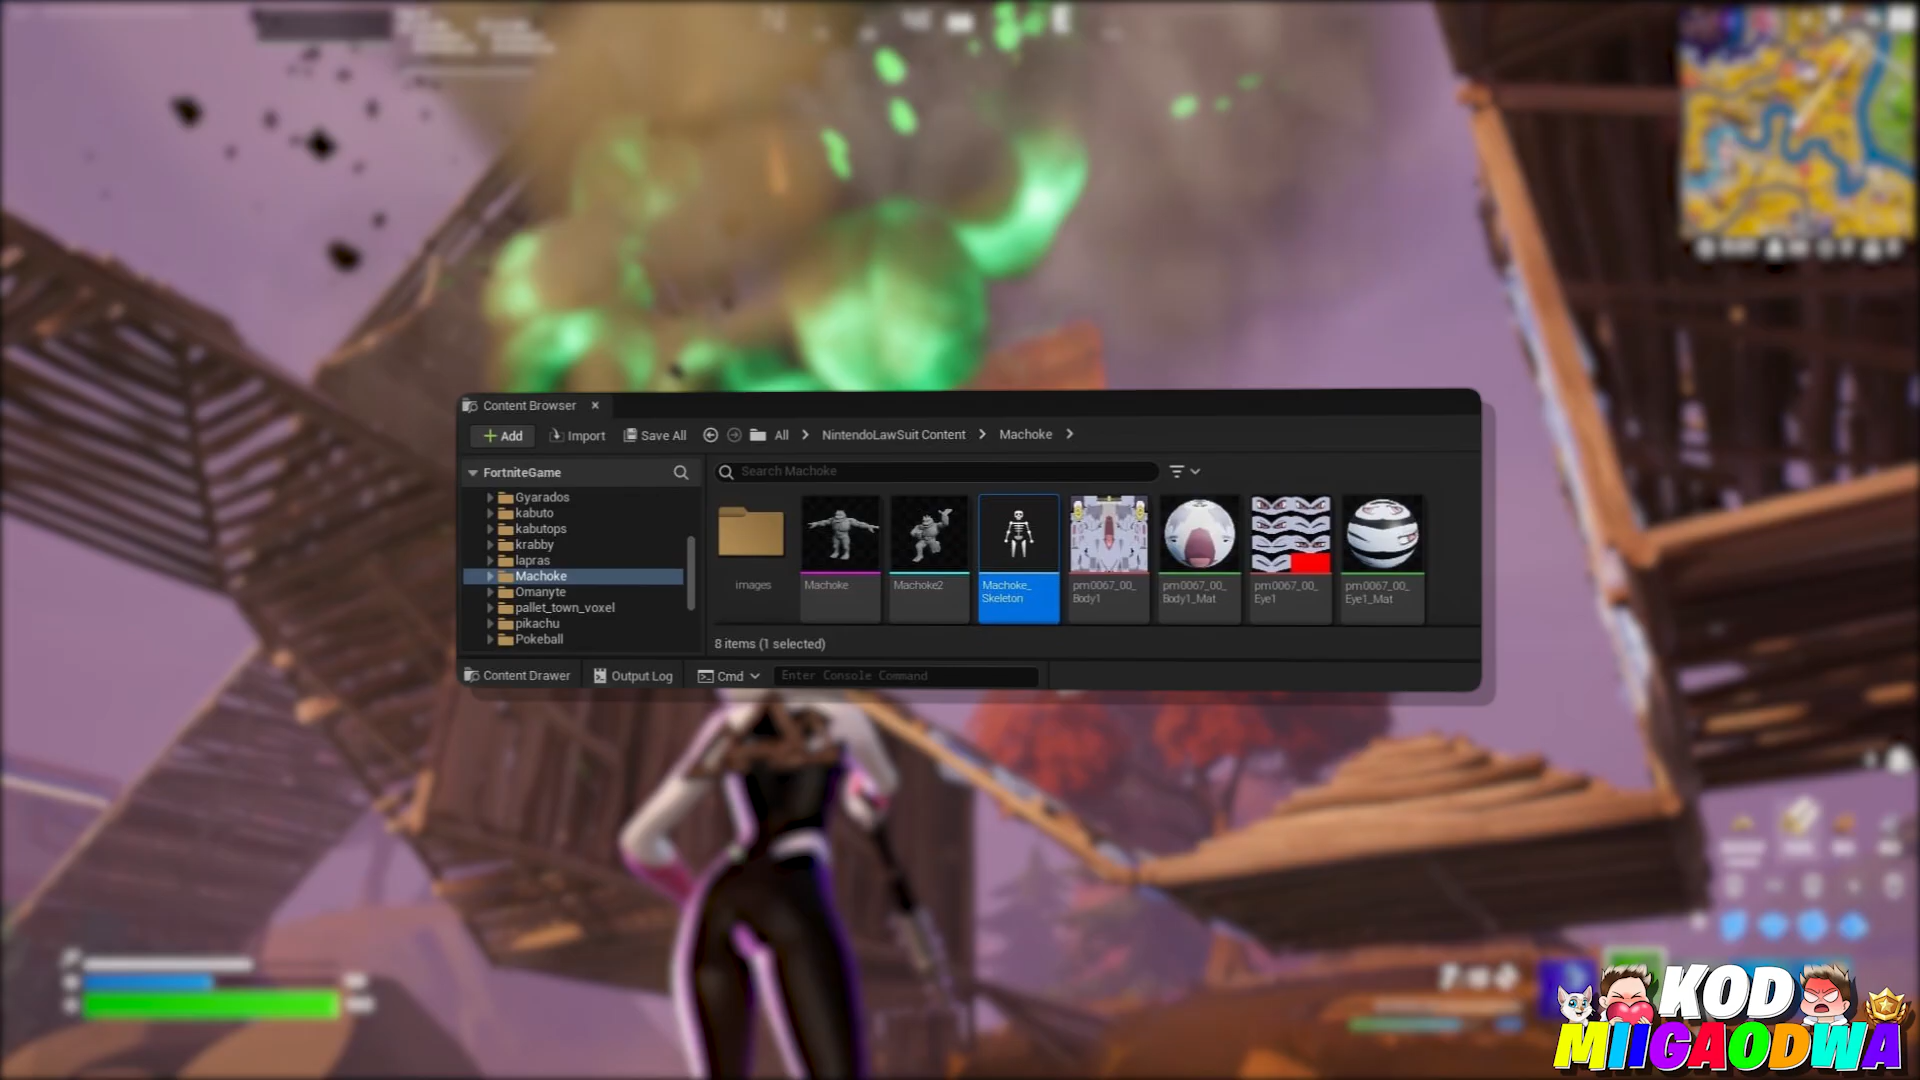 Content Browser
Add
Import
Save All
All
NintendoLawSuit Content
Machoke
FortniteGame
Search Machoke
Gyarados
kabuto
kabutops
krabby
lapras
Machoke
Omanyte
pallet_town_voxel
pikachu
Pokeball
images
Machoke
Machoke2
Machoke_
Skeleton
pm0067_00_
Body1
pm0067_00_
Body1_Mat
pm0067_00_
Eye1
pm0067_00_
Eye1_Mat
8 items (1 selected)
Content Drawer
Output Log
Cmd
Enter Console Command
KOD
MIIGAODWA